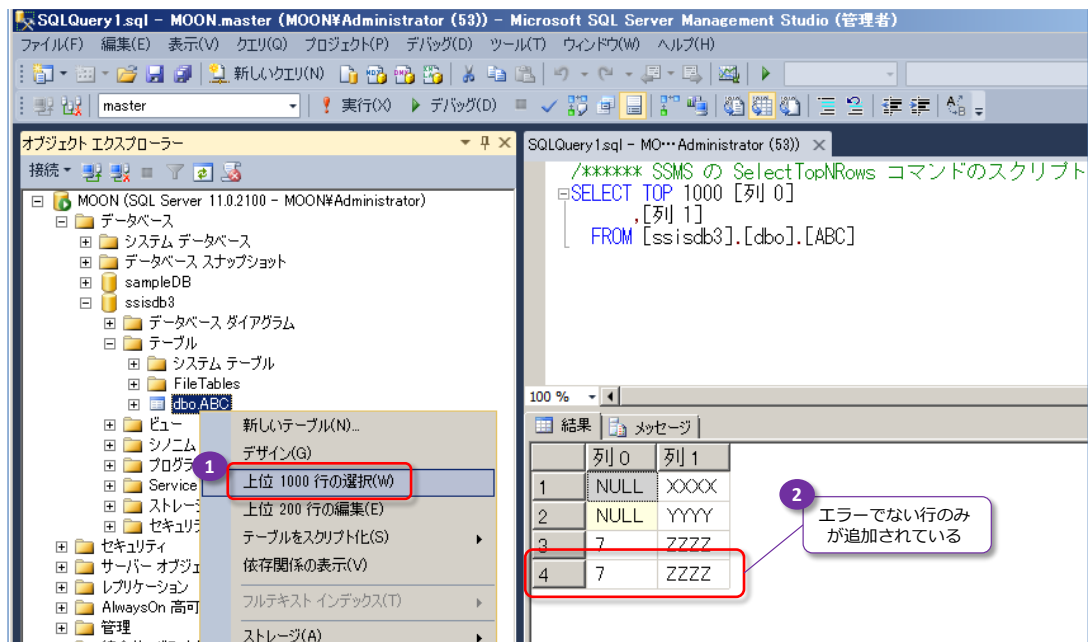 SQLQuery1.sql - MOON.master (MOON¥Administrator (53)) - Microsoft SQL Server Management Studio (管理者)
ファイル(F) 編集(E) 表示(V) クエリ(Q) プロジェクト(P) デバッグ(D) ツール(T) ウィンドウ(W) ヘルプ(H)
新しいクエリ(N)
master 実行(X) デバッグ(D)
オブジェクト エクスプローラー
接続
MOON (SQL Server 11.0.2100 - MOON¥Administrator)
データベース
システム データベース
データベース スナップショット
sampleDB
ssisdb3
データベース ダイアグラム
テーブル
システム テーブル
FileTables
dbo.ABC
ビュー
シノニム
プログラ
Service
ストレー
セキュリテ
セキュリティ
サーバー オブジェ
レプリケーション
AlwaysOn 高可
管理
新しいテーブル(N)...
デザイン(G)
1
上位 1000 行の選択(W)
上位 200 行の編集(E)
テーブルをスクリプト化(S)
依存関係の表示(V)
フルテキスト インデックス(T)
ストレージ(A)
SQLQuery1.sql - MO...Administrator (53))
/****** SSMS の SelectTopNRows コマンドのスクリプト
SELECT TOP 1000 [列 0]
,[列 1]
FROM [ssisdb3].[dbo].[ABC]
100 %
結果 メッセージ
列 0 列 1
1 NULL XXXX
2 NULL YYYY
3 7 ZZZZ
4 7 ZZZZ
2
エラーでない行のみ
が追加されている